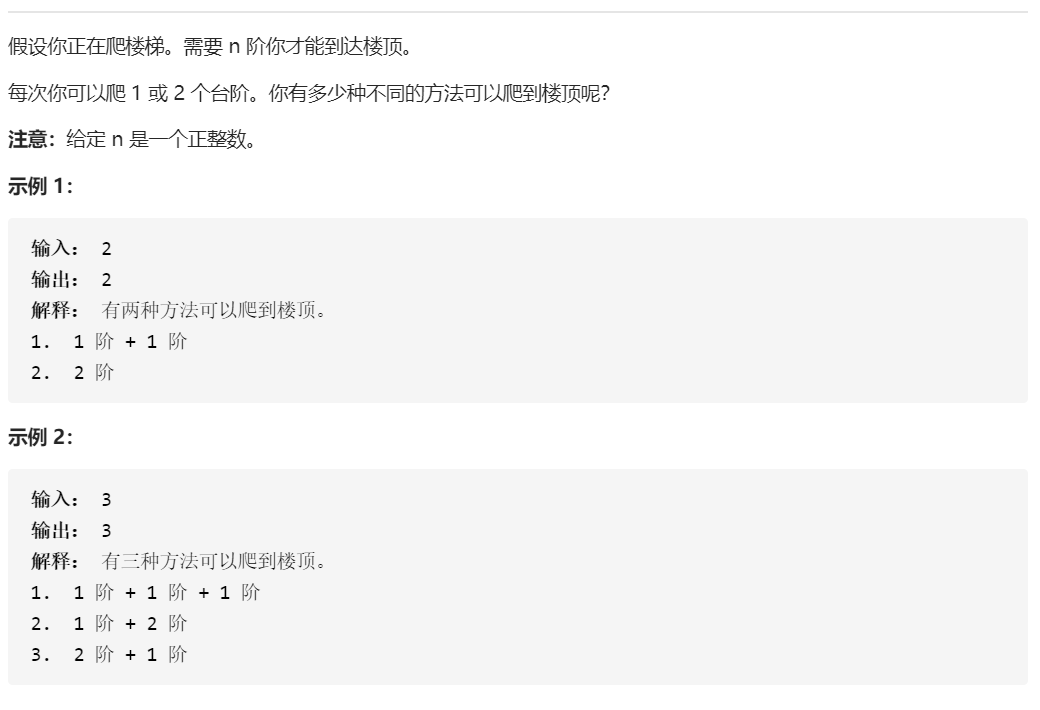 假设你正在爬楼梯。需要 n 阶你才能到达楼顶。
每次你可以爬 1 或 2 个台阶。你有多少种不同的方法可以爬到楼顶呢？
注意：给定 n 是一个正整数。
示例 1：
输入： 2
输出： 2
解释： 有两种方法可以爬到楼顶。
1. 1 阶 + 1 阶
2. 2 阶
示例 2：
输入： 3
输出： 3
解释： 有三种方法可以爬到楼顶。
1. 1 阶 + 1 阶 + 1 阶
2. 1 阶 + 2 阶
3. 2 阶 + 1 阶